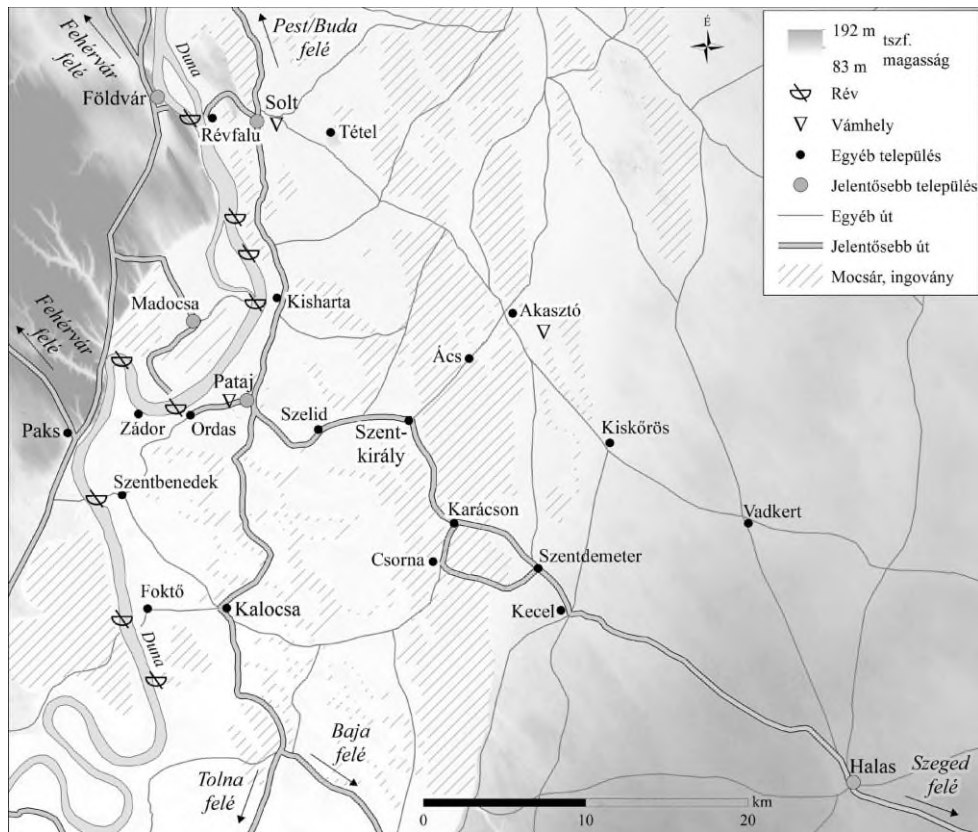 Fehérvár
felé
Duna
Pest/Buda
felé
É
Földvár
Solt
Révfalu
Tétel
192 m
tszf.
magasság
83 m
Rév
Vámhely
Egyéb település
Jelentősebb település
Egyéb út
Jelentősebb út
Mocsár, ingovány
Madocsa
Kisharta
Akasztó
Fehérvár
felé
Ács
Pataj
Paks
Zádor
Ordas
Szelid
Szent-
király
Kiskőrös
Szentbenedek
Karácson
Vadkert
Csorna
Szentdemeter
Foktő
Kalocsa
Kecel
Duna
Baja
felé
Tolna
felé
Halas
Szeged
felé
km
0
10
20